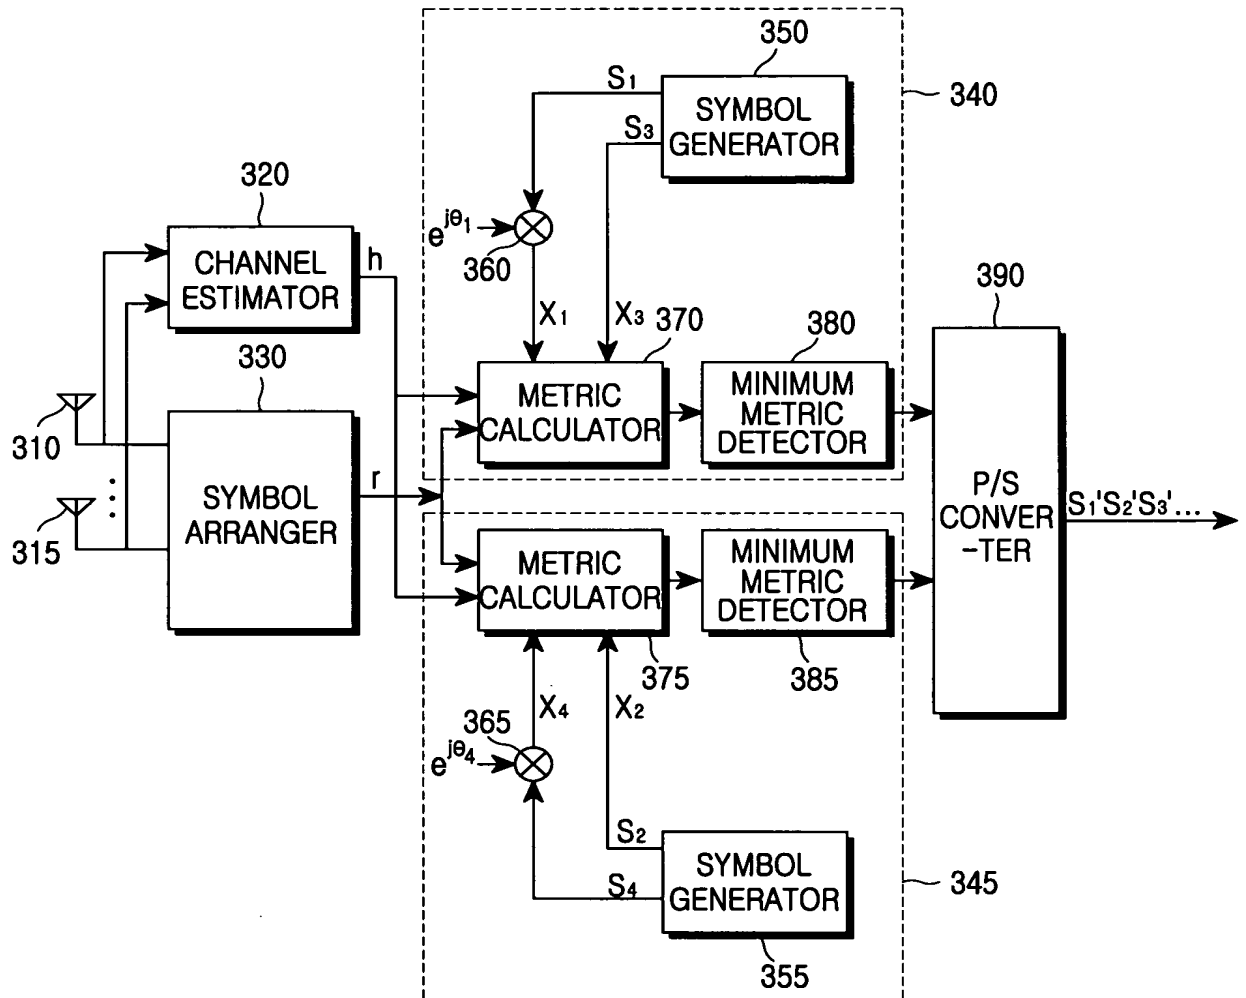 350
S1
SYMBOL
GENERATOR
S3
340
320
CHANNEL
ESTIMATOR
h
e^jθ1
360
X1
X3
370
380
390
330
310
315
SYMBOL
ARRANGER
r
METRIC
CALCULATOR
MINIMUM
METRIC
DETECTOR
P/S
CONVER
-TER
S1'S2'S3'...
METRIC
CALCULATOR
MINIMUM
METRIC
DETECTOR
375
385
X4
X2
365
e^jθ4
S2
S4
SYMBOL
GENERATOR
345
355